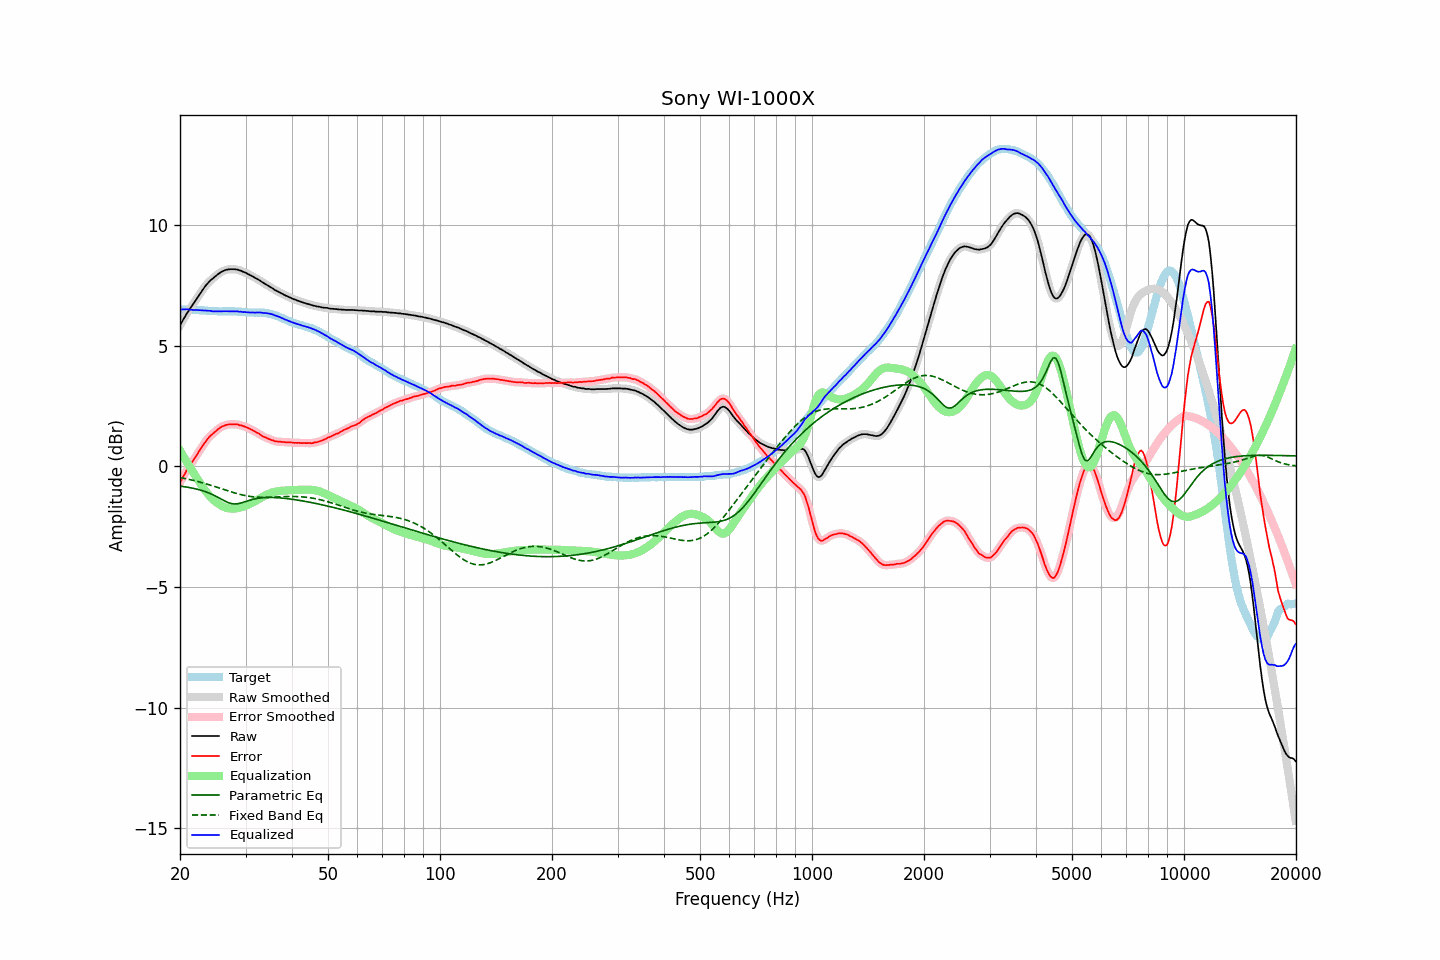 Sony WI-1000X
Amplitude (dBr)
10
5
0
−5
−10
−15
Target
Raw Smoothed
Error Smoothed
Raw
Error
Equalization
Parametric Eq
Fixed Band Eq
Equalized
20 50 100 200 500 1000 2000 5000 10000 20000
Frequency (Hz)